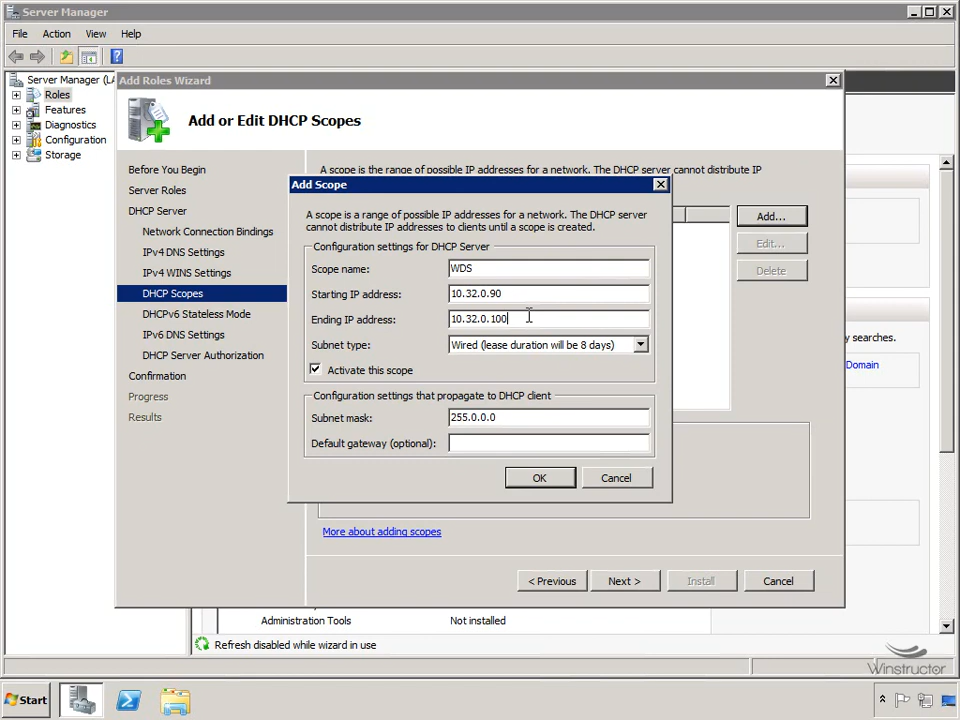 Server Manager
File Action View Help
Server Manager (LA
Roles
Features
Diagnostics
Configuration
Storage
Add Roles Wizard
Add or Edit DHCP Scopes
Before You Begin
Server Roles
DHCP Server
Network Connection Bindings
IPv4 DNS Settings
IPv4 WINS Settings
DHCP Scopes
DHCPv6 Stateless Mode
IPv6 DNS Settings
DHCP Server Authorization
Confirmation
Progress
Results
A scope is the range of possible IP addresses for a network. The DHCP server cannot distribute IP
Add...
Edit...
Delete
Add Scope
A scope is a range of possible IP addresses for a network. The DHCP server
cannot distribute IP addresses to clients until a scope is created.
Configuration settings for DHCP Server
Scope name: WDS
Starting IP address: 10.32.0.90
Ending IP address: 10.32.0.100
Subnet type: Wired (lease duration will be 8 days)
Activate this scope
Configuration settings that propagate to DHCP client
Subnet mask: 255.0.0.0
Default gateway (optional):
OK Cancel
More about adding scopes
< Previous Next > Install Cancel
y searches.
Domain
Administration Tools Not installed
Refresh disabled while wizard in use
Winstructor
Start